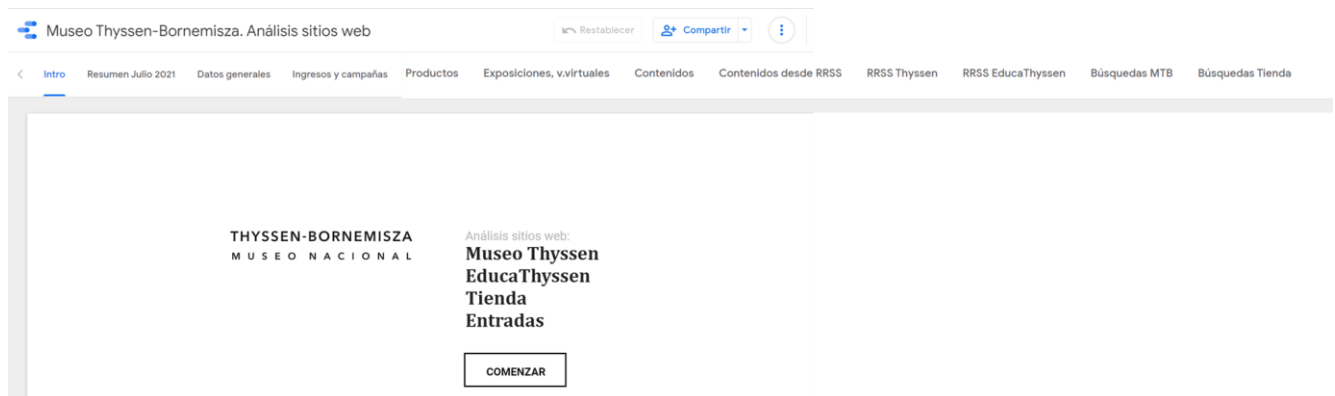 Museo Thyssen-Bornemisza. Análisis sitios web
Restablecer
Compartir
Intro Resumen Julio 2021 Datos generales Ingresos y campañas Productos Exposiciones, v.virtuales Contenidos Contenidos desde RRSS RRSS Thyssen RRSS EducaThyssen Búsquedas MTB Búsquedas Tienda
THYSSEN-BORNEMISZA
MUSEO NACIONAL
Análisis sitios web:
Museo Thyssen
EducaThyssen
Tienda
Entradas
COMENZAR